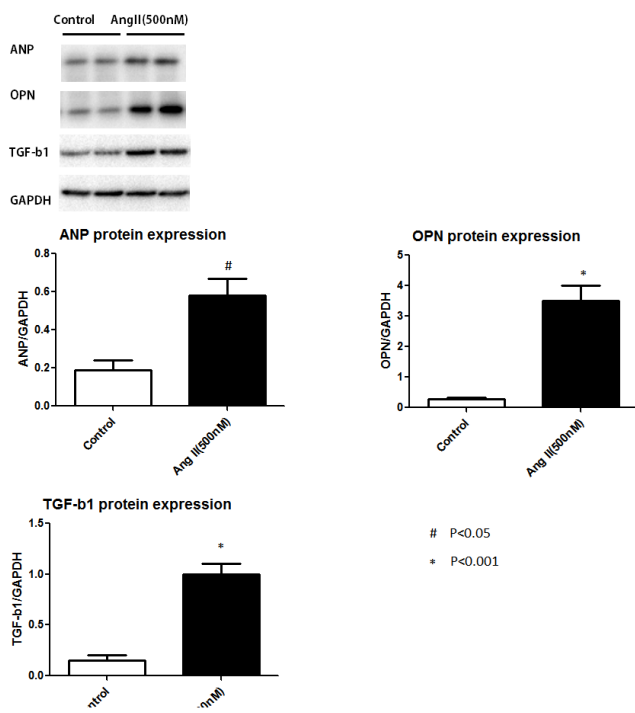 Control AngII(500nM)
ANP
OPN
TGF-b1
GAPDH
ANP protein expression
0.8
0.6
0.4
0.2
0.0
ANP/GAPDH
#
Control
Ang II(500nM)
OPN protein expression
5
4
3
2
1
0
OPN/GAPDH
*
Control
Ang II(500nM)
TGF-b1 protein expression
1.5
1.0
0.5
0.0
TGF-b1/GAPDH
*
# P<0.05
* P<0.001